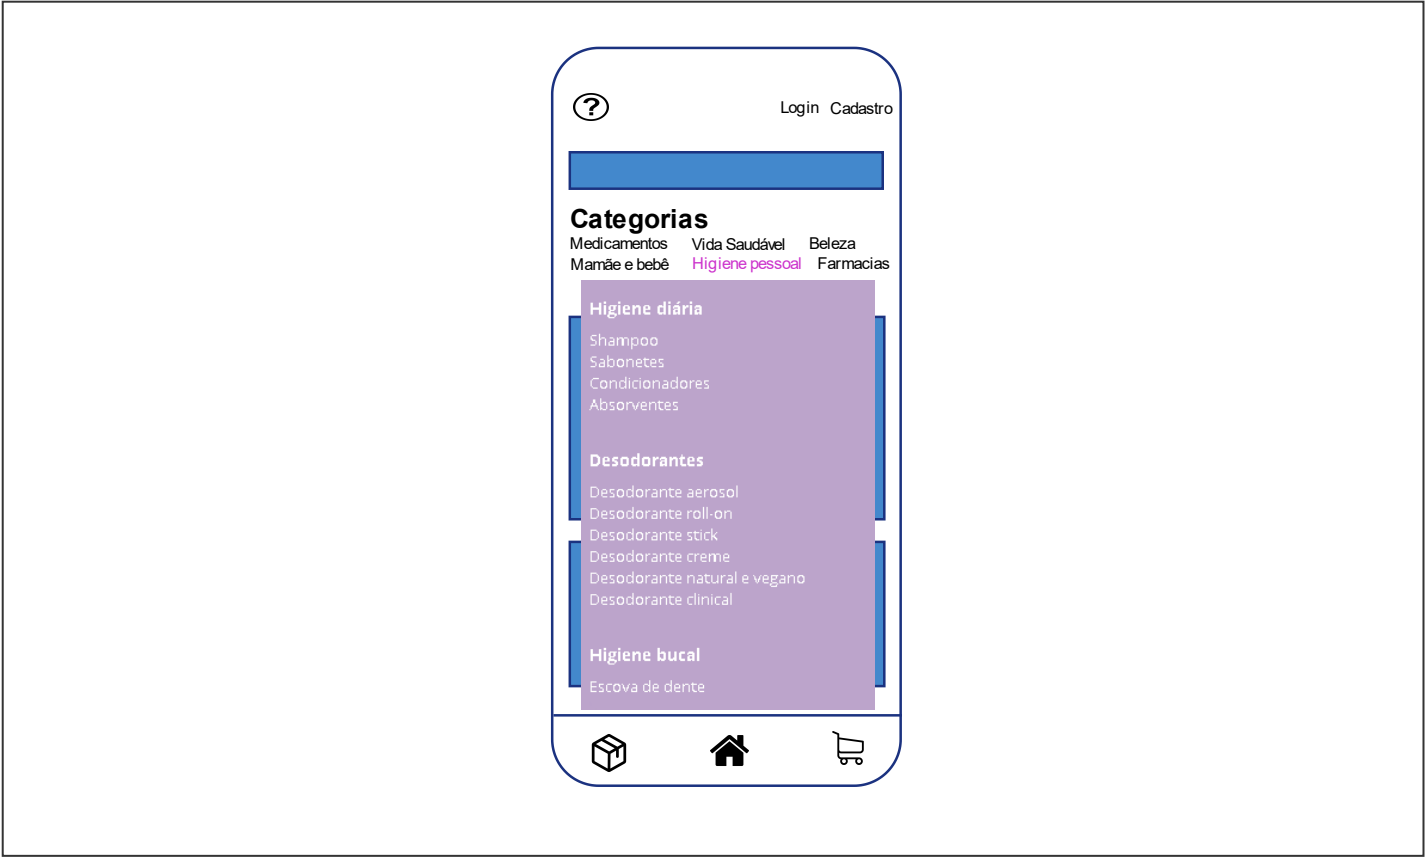 ?
Login Cadastro
Categorias
Medicamentos Vida Saudável Beleza
Mamãe e bebê Higiene pessoal Farmacias
Higiene diária
Shampoo
Sabonetes
Condicionadores
Absorventes
Desodorantes
Desodorante aerosol
Desodorante roll-on
Desodorante stick
Desodorante creme
Desodorante natural e vegano
Desodorante clinical
Higiene bucal
Escova de dente